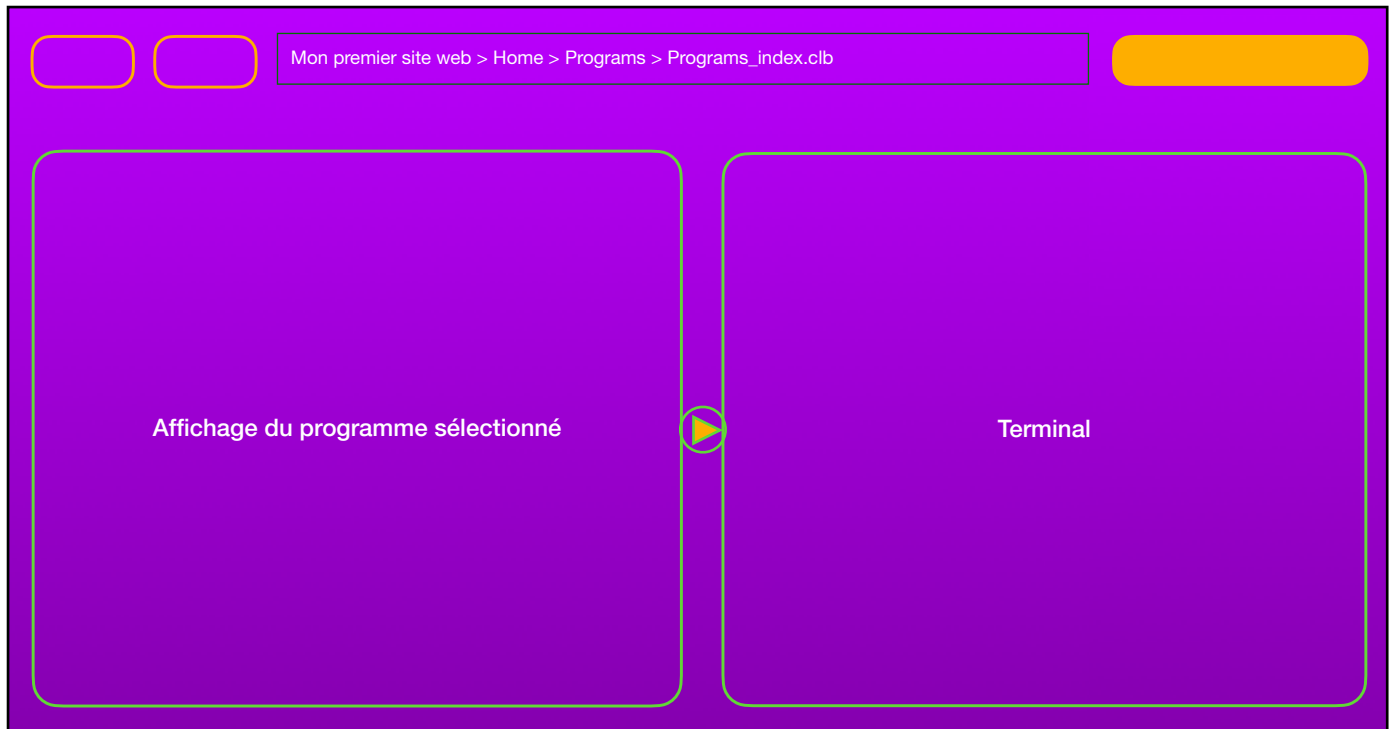 Mon premier site web > Home > Programs > Programs_index.clb
Affichage du programme sélectionné
Terminal